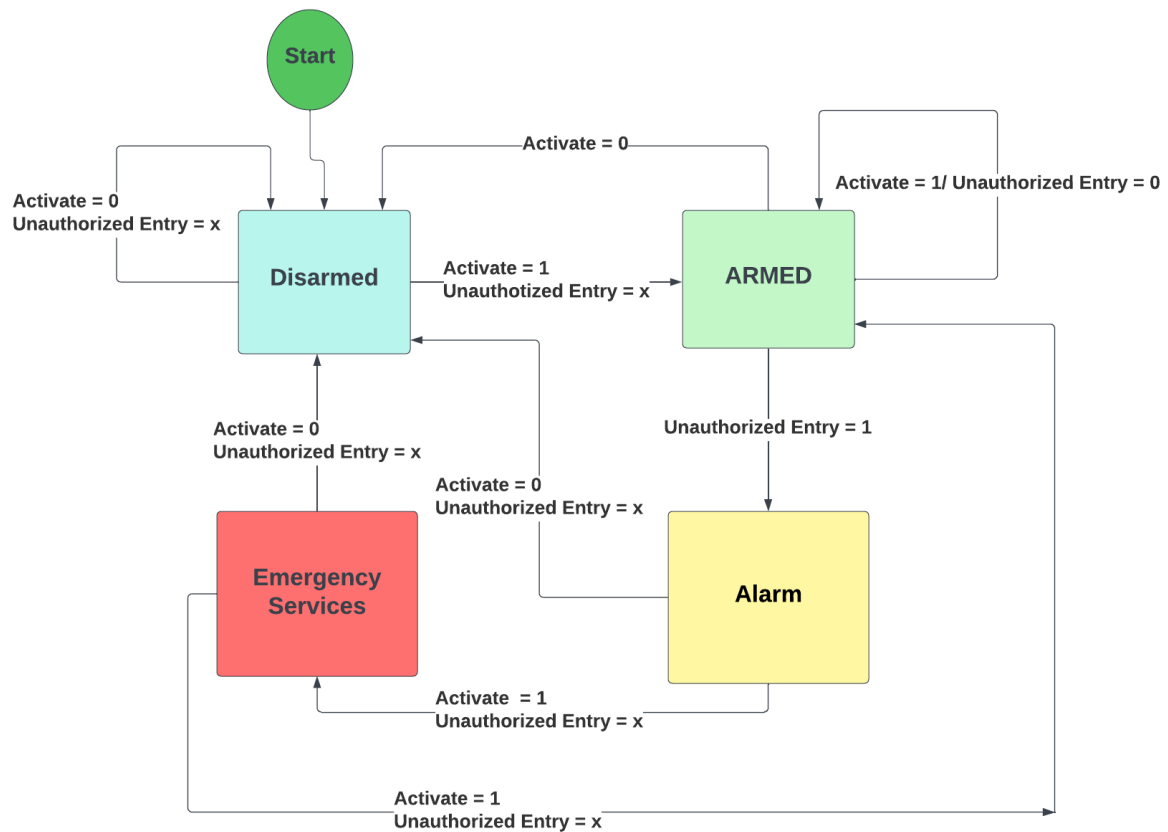 Start
Activate = 0
Activate = 1/ Unauthorized Entry = 0
Activate = 0
Unauthorized Entry = x
Disarmed
Activate = 1
Unauthotized Entry = x
ARMED
Activate = 0
Unauthorized Entry = x
Unauthorized Entry = 1
Activate = 0
Unauthorized Entry = x
Emergency
Services
Alarm
Activate  = 1
Unauthorized Entry = x
Activate = 1
Unauthorized Entry = x